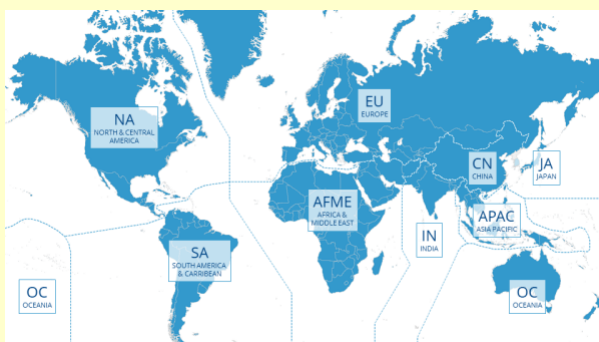 NA
NORTH & CENTRAL
AMERICA
EU
EUROPE
CN
CHINA
JA
JAPAN
AFME
AFRICA &
MIDDLE EAST
APAC
ASIA PACIFIC
IN
INDIA
SA
SOUTH AMERICA
& CARRIBEAN
OC
OCEANIA
OC
OCEANIA